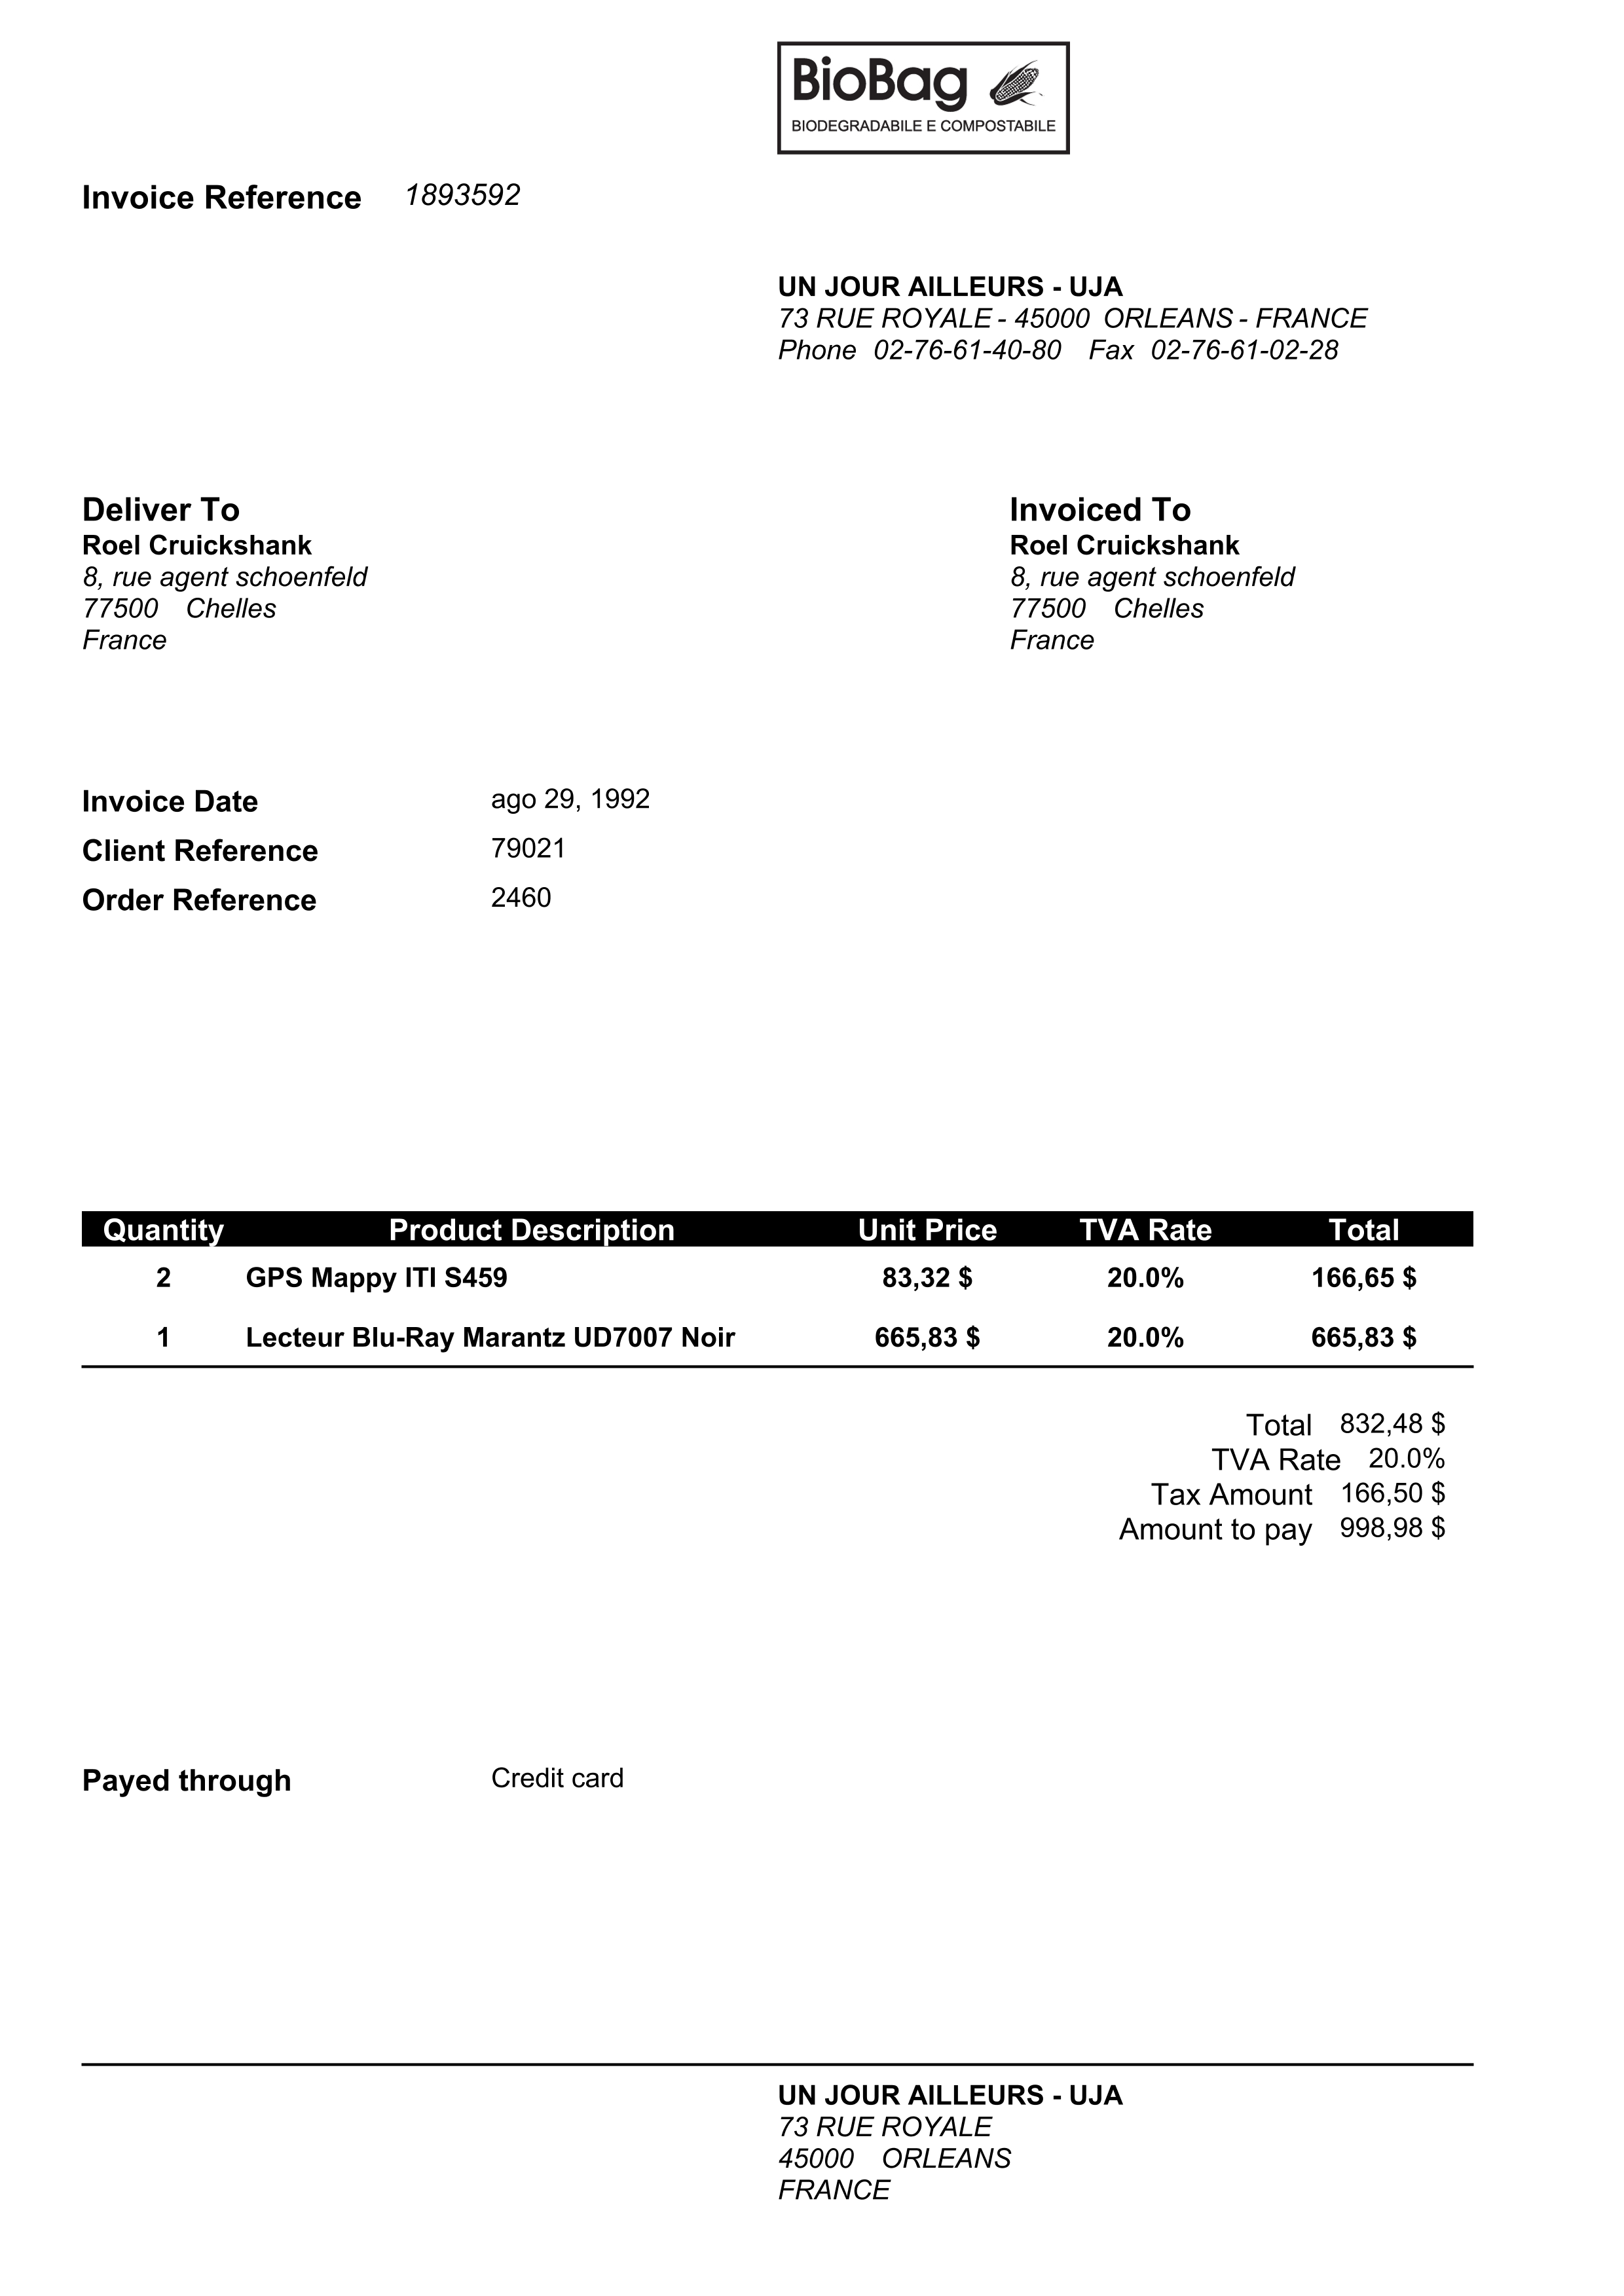 BioBag
BIODEGRADABILE E COMPOSTABILE
Invoice Reference 1893592
UN JOUR AILLEURS - UJA
73 RUE ROYALE - 45000 ORLEANS - FRANCE
Phone 02-76-61-40-80 Fax 02-76-61-02-28
Deliver To
Roel Cruickshank
8, rue agent schoenfeld
77500 Chelles
France
Invoiced To
Roel Cruickshank
8, rue agent schoenfeld
77500 Chelles
France
Invoice Date ago 29, 1992
Client Reference 79021
Order Reference 2460
Quantity Product Description Unit Price TVA Rate Total
2 GPS Mappy ITI S459 83,32 $ 20.0% 166,65 $
1 Lecteur Blu-Ray Marantz UD7007 Noir 665,83 $ 20.0% 665,83 $
Total 832,48 $
TVA Rate 20.0%
Tax Amount 166,50 $
Amount to pay 998,98 $
Payed through Credit card
UN JOUR AILLEURS - UJA
73 RUE ROYALE
45000 ORLEANS
FRANCE